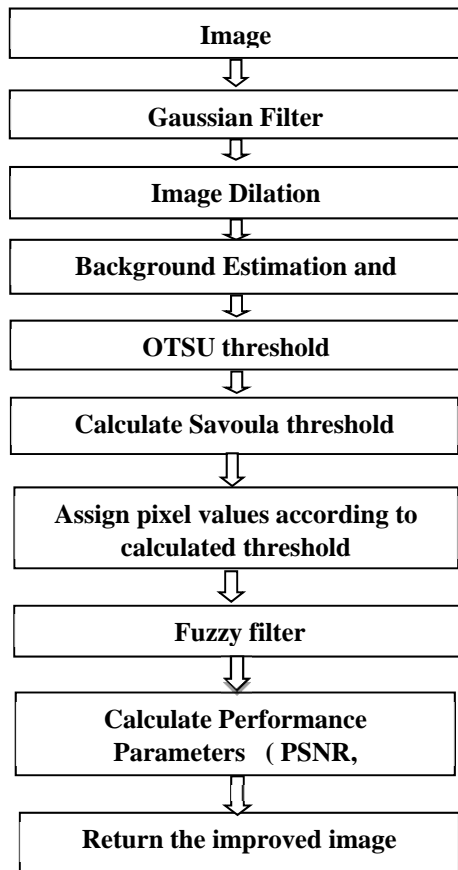 Image
Gaussian Filter
Image Dilation
Background Estimation and
OTSU threshold
Calculate Savoula threshold
Assign pixel values according to
calculated threshold
Fuzzy filter
Calculate Performance
Parameters ( PSNR,
Return the improved image